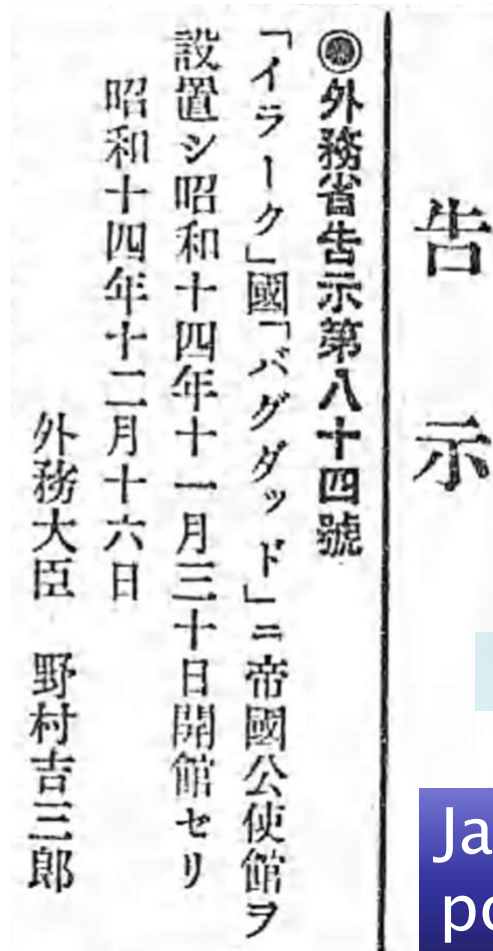 告示
◉外務省告示第八十四號
「イラーク」國「バグダッド」ニ帝國公使館ヲ
設置シ昭和十四年十一月三十日開館セリ
昭和十四年十二月十六日
外務大臣　野村吉三郎
Ja
po